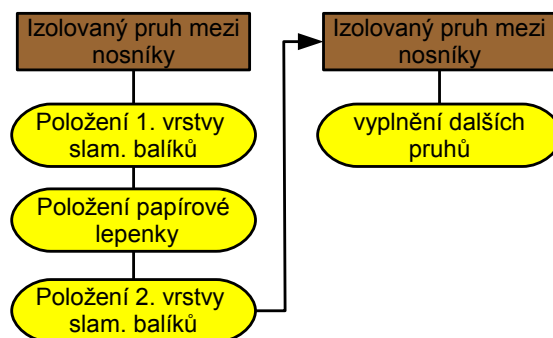 Izolovaný pruh mezi
nosníky
Položení 1. vrstvy
slam. balíků
Položení papírové
lepenky
Položení 2. vrstvy
slam. balíků
Izolovaný pruh mezi
nosníky
vyplnění dalších
pruhů